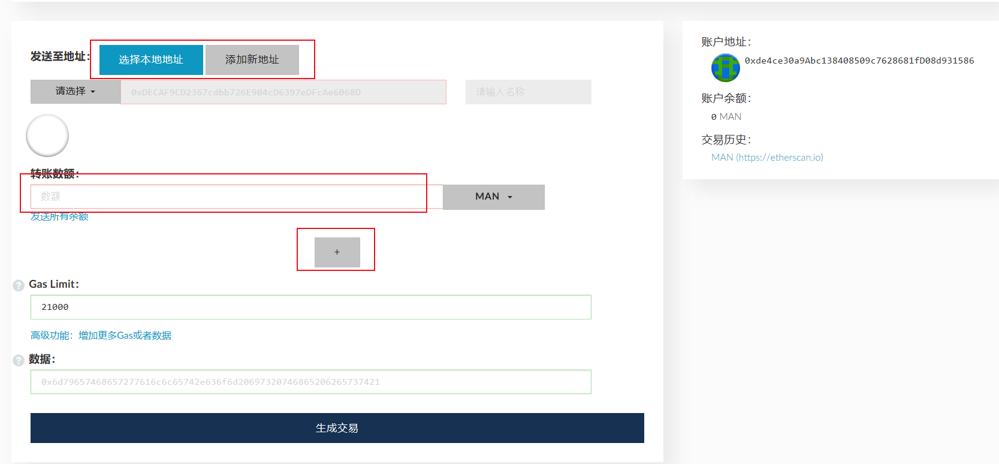 发送至地址：
选择本地地址
添加新地址
请选择
0xDECAF9CD2367cdbb726E904cD6397eDFcAe6068D
请输入名称
转账数额：
数额
MAN
发送所有余额
+
? Gas Limit：
21000
高级功能：增加更多Gas或者数据
? 数据：
0x6d79657468657277616c6c65742e636f6d20697320746865206265737421
生成交易
账户地址：
0xde4ce30a9Abc138408509c7628681fD08d931586
账户余额：
0 MAN
交易历史：
MAN (https://etherscan.io)